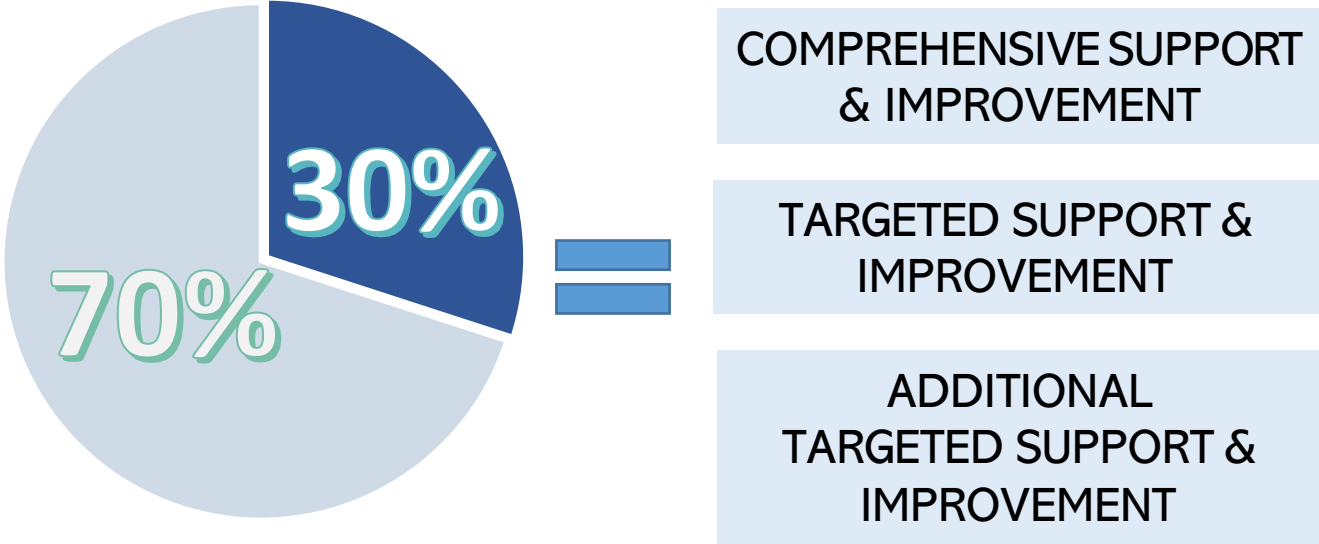 30%
70%
COMPREHENSIVE SUPPORT
& IMPROVEMENT
TARGETED SUPPORT &
IMPROVEMENT
ADDITIONAL
TARGETED SUPPORT &
IMPROVEMENT